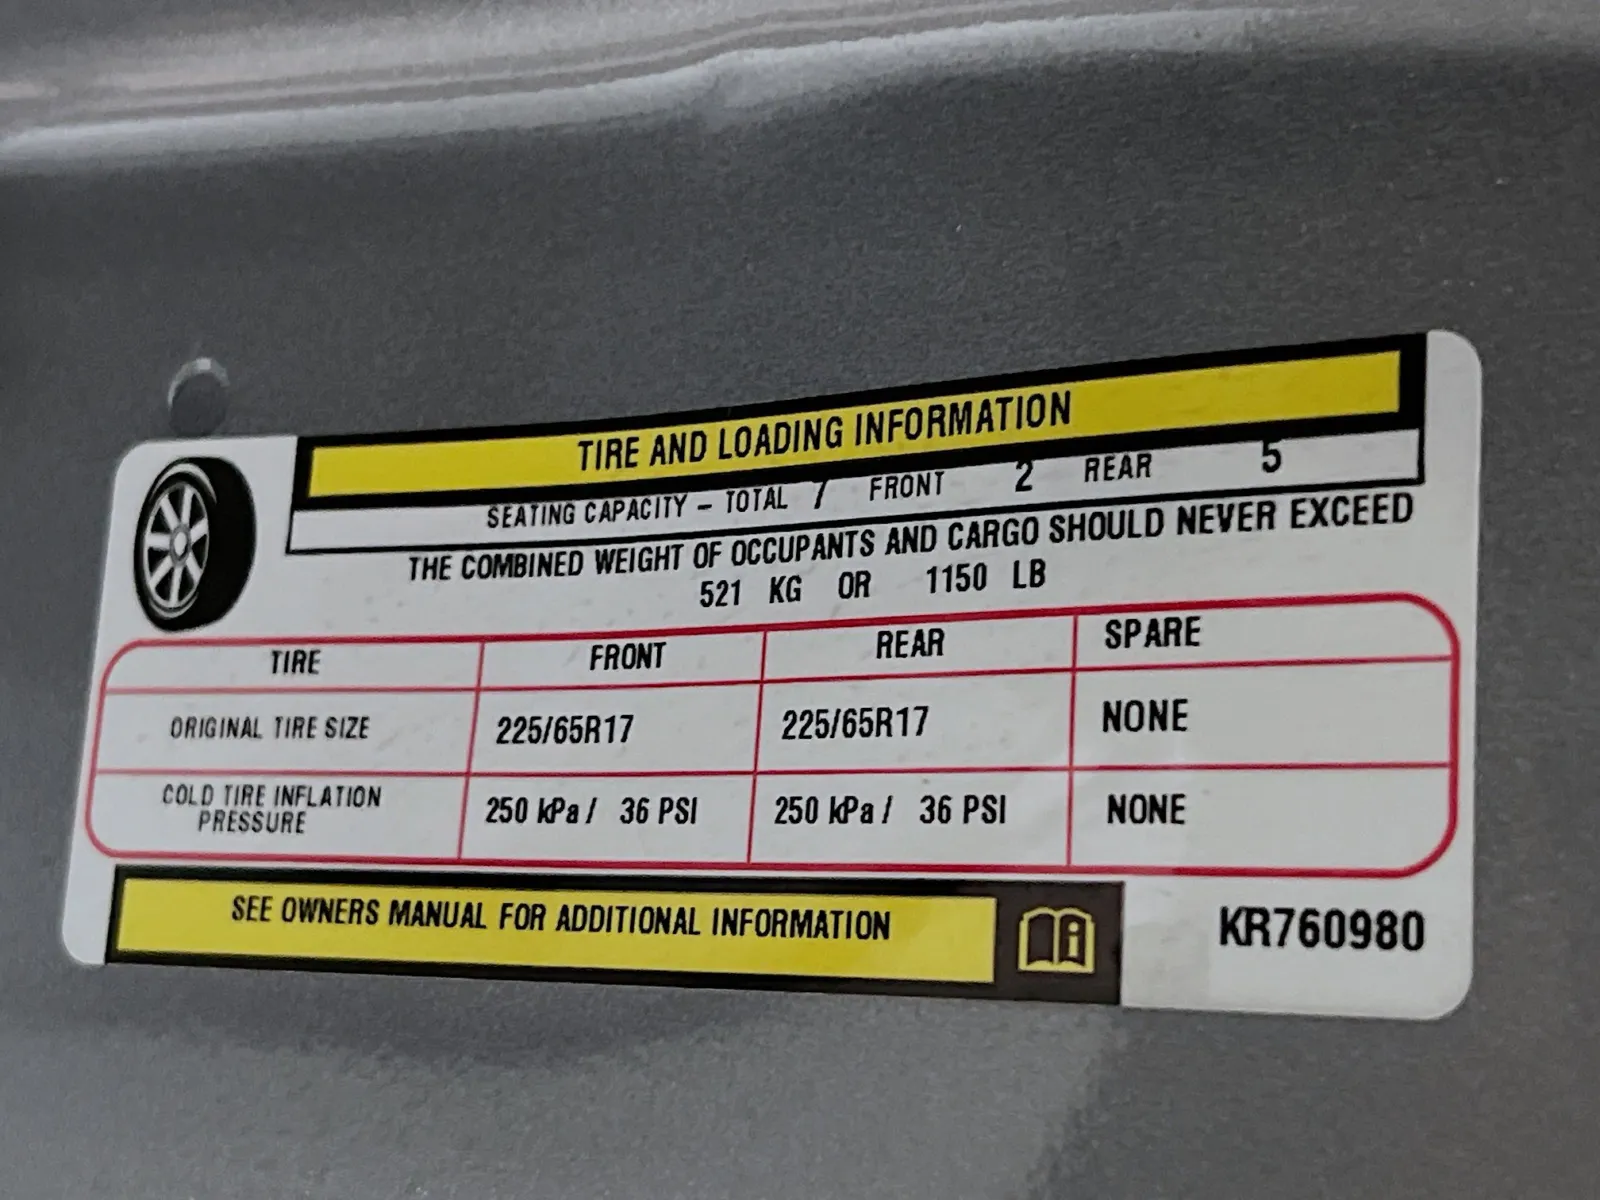 TIRE AND LOADING INFORMATION
SEATING CAPACITY – TOTAL 7 FRONT 2 REAR 5
THE COMBINED WEIGHT OF OCCUPANTS AND CARGO SHOULD NEVER EXCEED
521 KG OR 1150 LB
TIRE FRONT REAR SPARE
ORIGINAL TIRE SIZE 225/65R17 225/65R17 NONE
COLD TIRE INFLATION
PRESSURE 250 kPa / 36 PSI 250 kPa / 36 PSI NONE
SEE OWNERS MANUAL FOR ADDITIONAL INFORMATION
KR760980